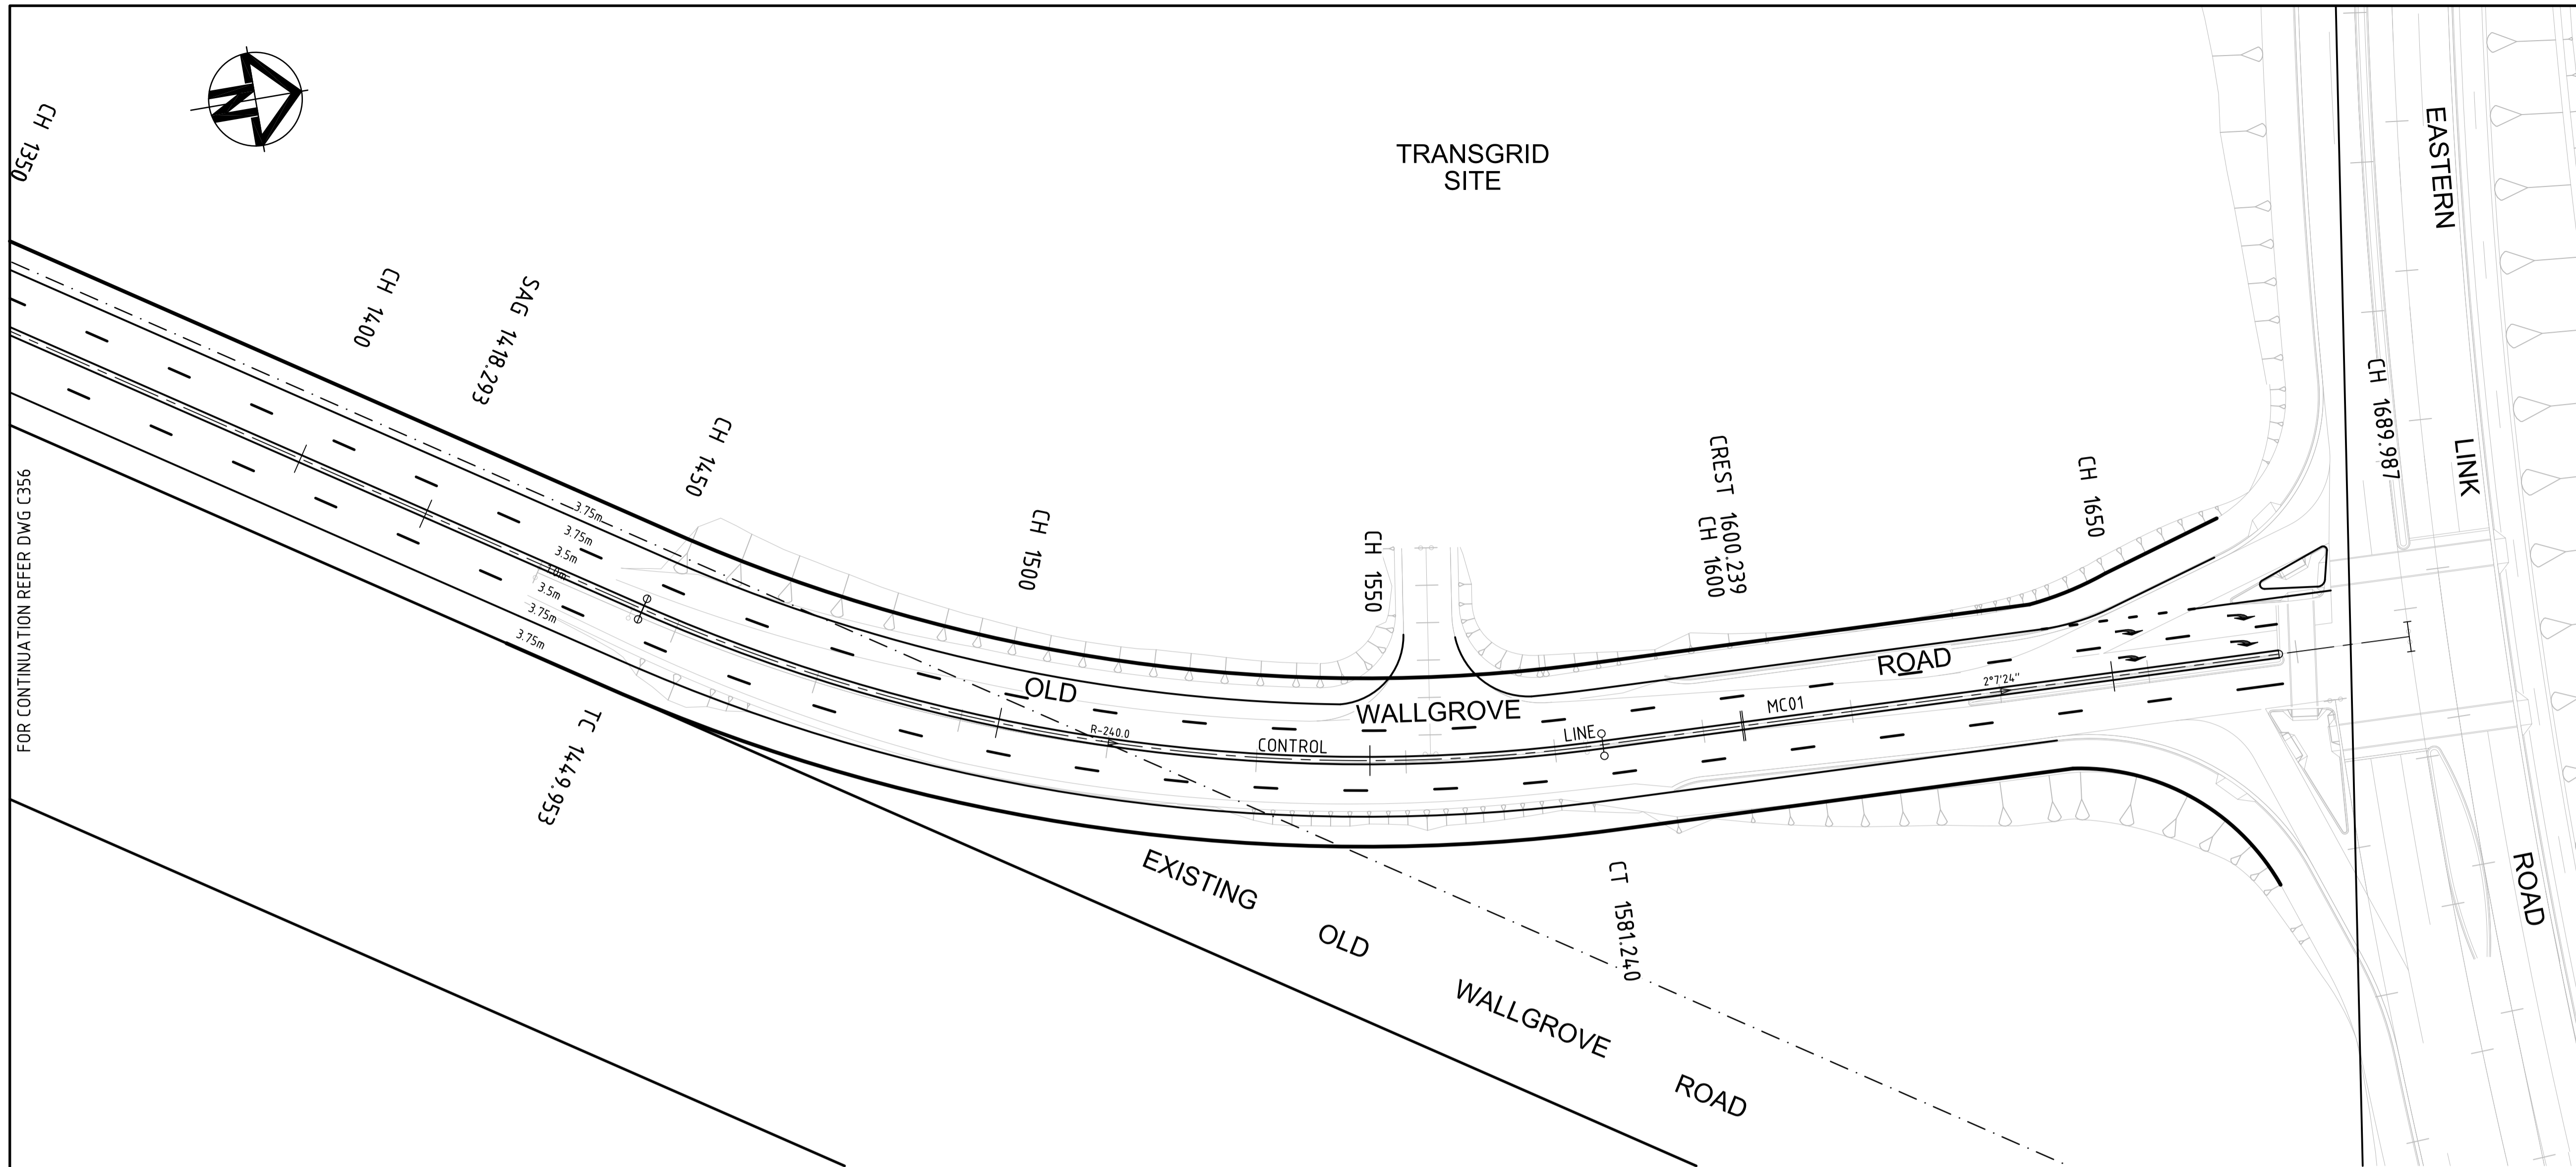 CH 1350
N
TRANSGRID
SITE
EASTERN
LINK
ROAD
CH 1400
SAG 1418.293
CH 1450
CH 1500
CH 1550
CREST 1600.239
CH 1600
CH 1650
CH 1689.987
FOR CONTINUATION REFER DWG C356
3.75m
3.75m
3.5m
1.0m
3.5m
3.75m
3.75m
TC 1449.953
OLD
WALLGROVE
ROAD
R-240.0
CONTROL
LINE
MC01
2°7'24"
CT 1581.240
EXISTING
OLD
WALLGROVE
ROAD